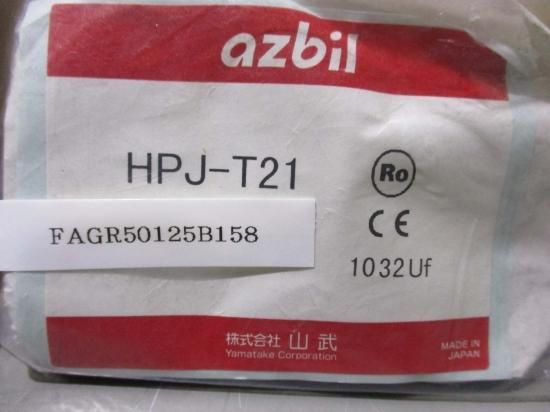 azbil
HPJ-T21
Ro
FAGR50125B158
CE
1032Uf
株式会社 山武
Yamatake Corporation
MADE IN
JAPAN